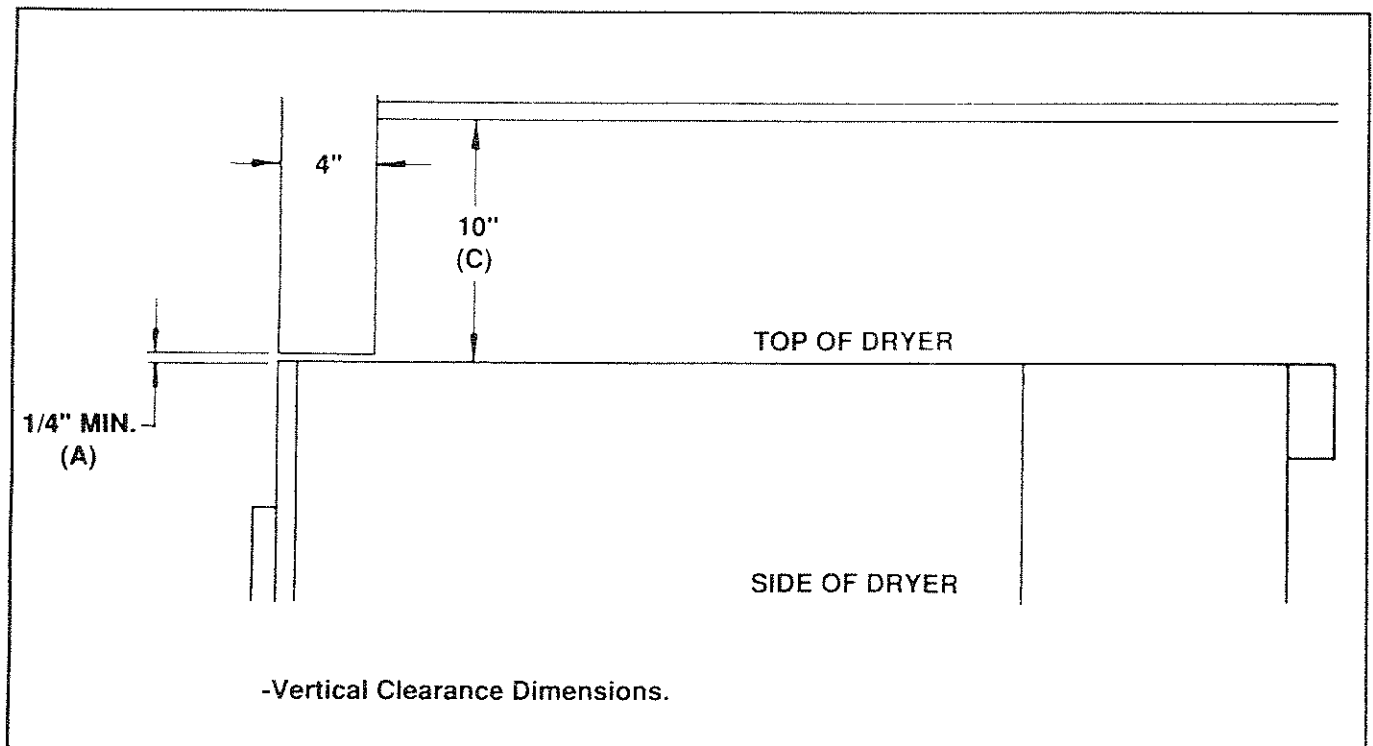 4"
10"
(C)
TOP OF DRYER
1/4" MIN.
(A)
SIDE OF DRYER
-Vertical Clearance Dimensions.